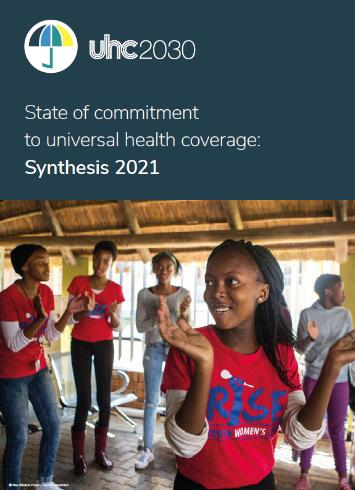 uhc2030
State of commitment
to universal health coverage:
Synthesis 2021
RISE
WOMEN'S